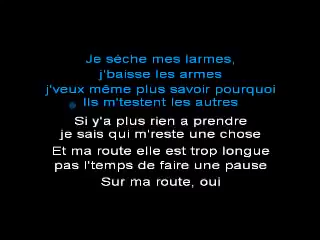 Je sèche mes larmes,
j'baisse les armes
j'veux même plus savoir pourquoi
Ils m'testent les autres
Si y'a plus rien a prendre
je sais qui m'reste une chose
Et ma route elle est trop longue
pas l'temps de faire une pause
Sur ma route, oui